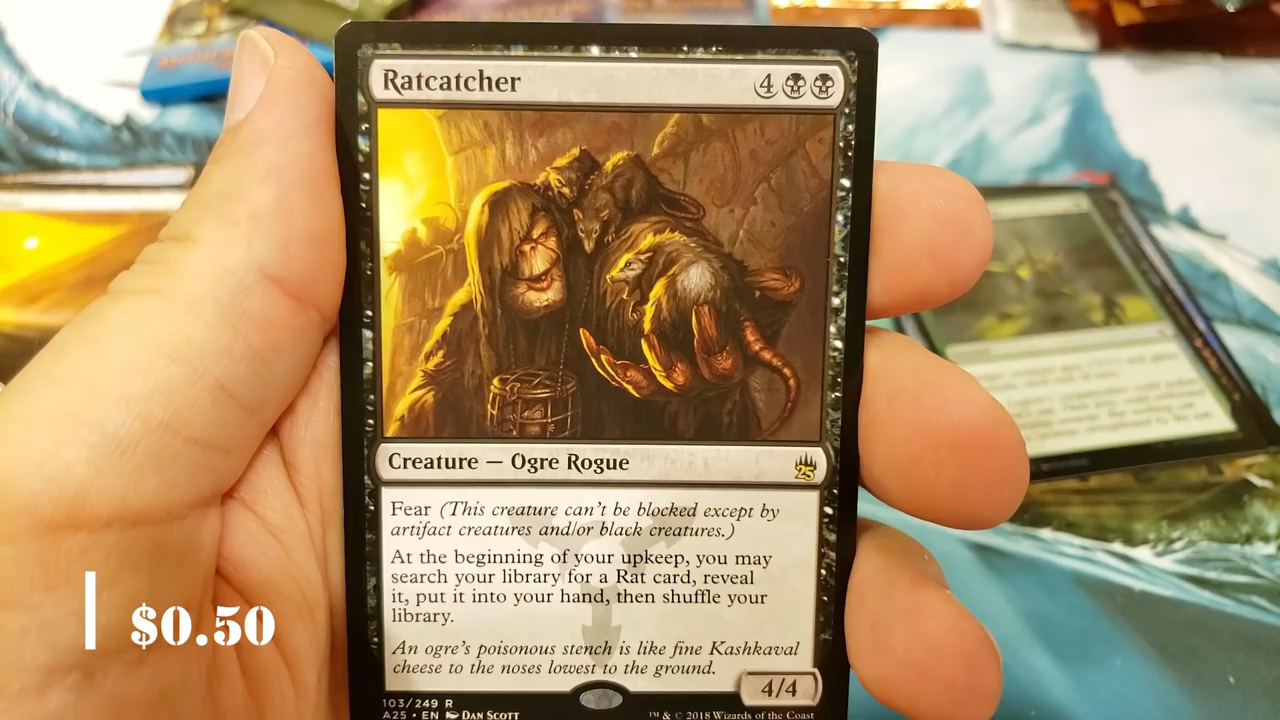 Ratcatcher 4
Creature — Ogre Rogue 25
Fear (This creature can't be blocked except by
artifact creatures and/or black creatures.)
At the beginning of your upkeep, you may
search your library for a Rat card, reveal
it, put it into your hand, then shuffle your
library.
$0.50
An ogre's poisonous stench is like fine Kashkaval
cheese to the noses lowest to the ground.
4/4
103/249 R
A25 • EN DAN SCOTT ™ & © 2018 Wizards of the Coast